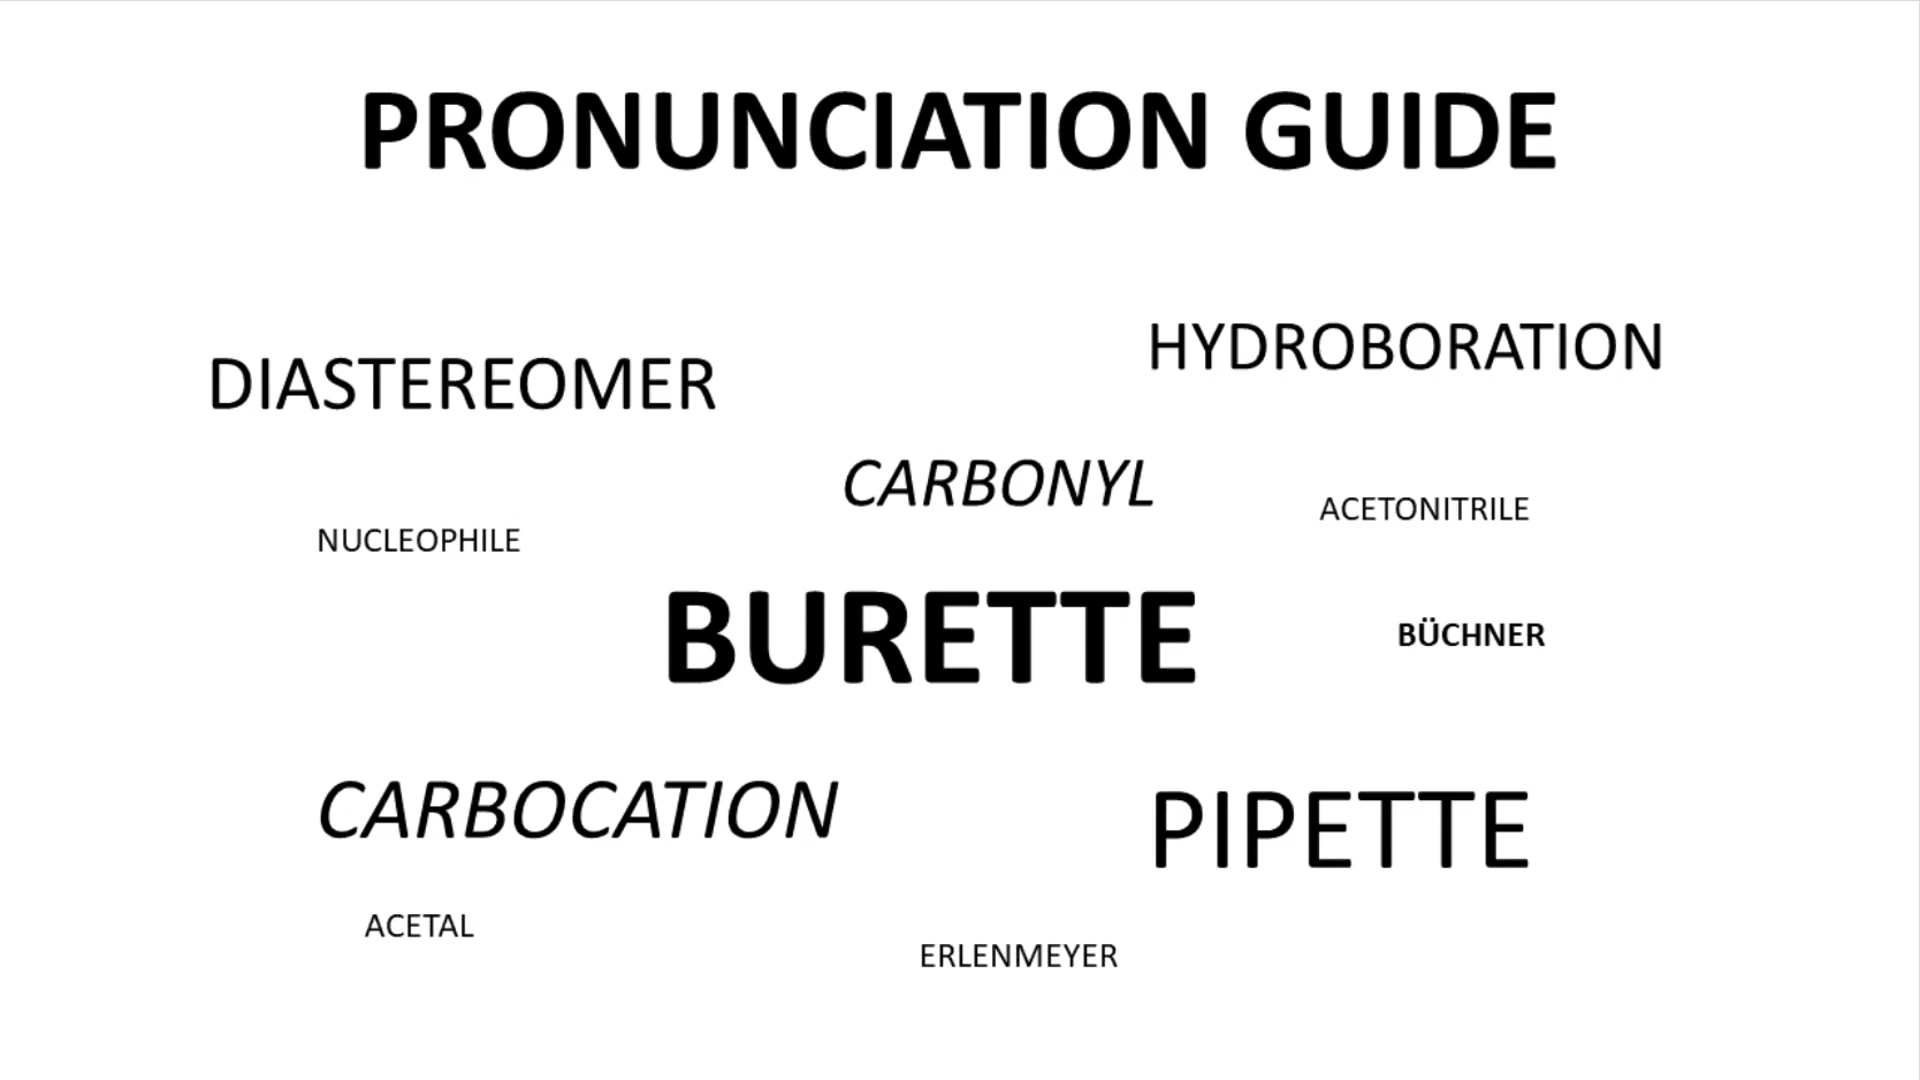 PRONUNCIATION GUIDE
HYDROBORATION
DIASTEREOMER
CARBONYL
ACETONITRILE
NUCLEOPHILE
BURETTE
BÜCHNER
CARBOCATION
PIPETTE
ACETAL
ERLENMEYER